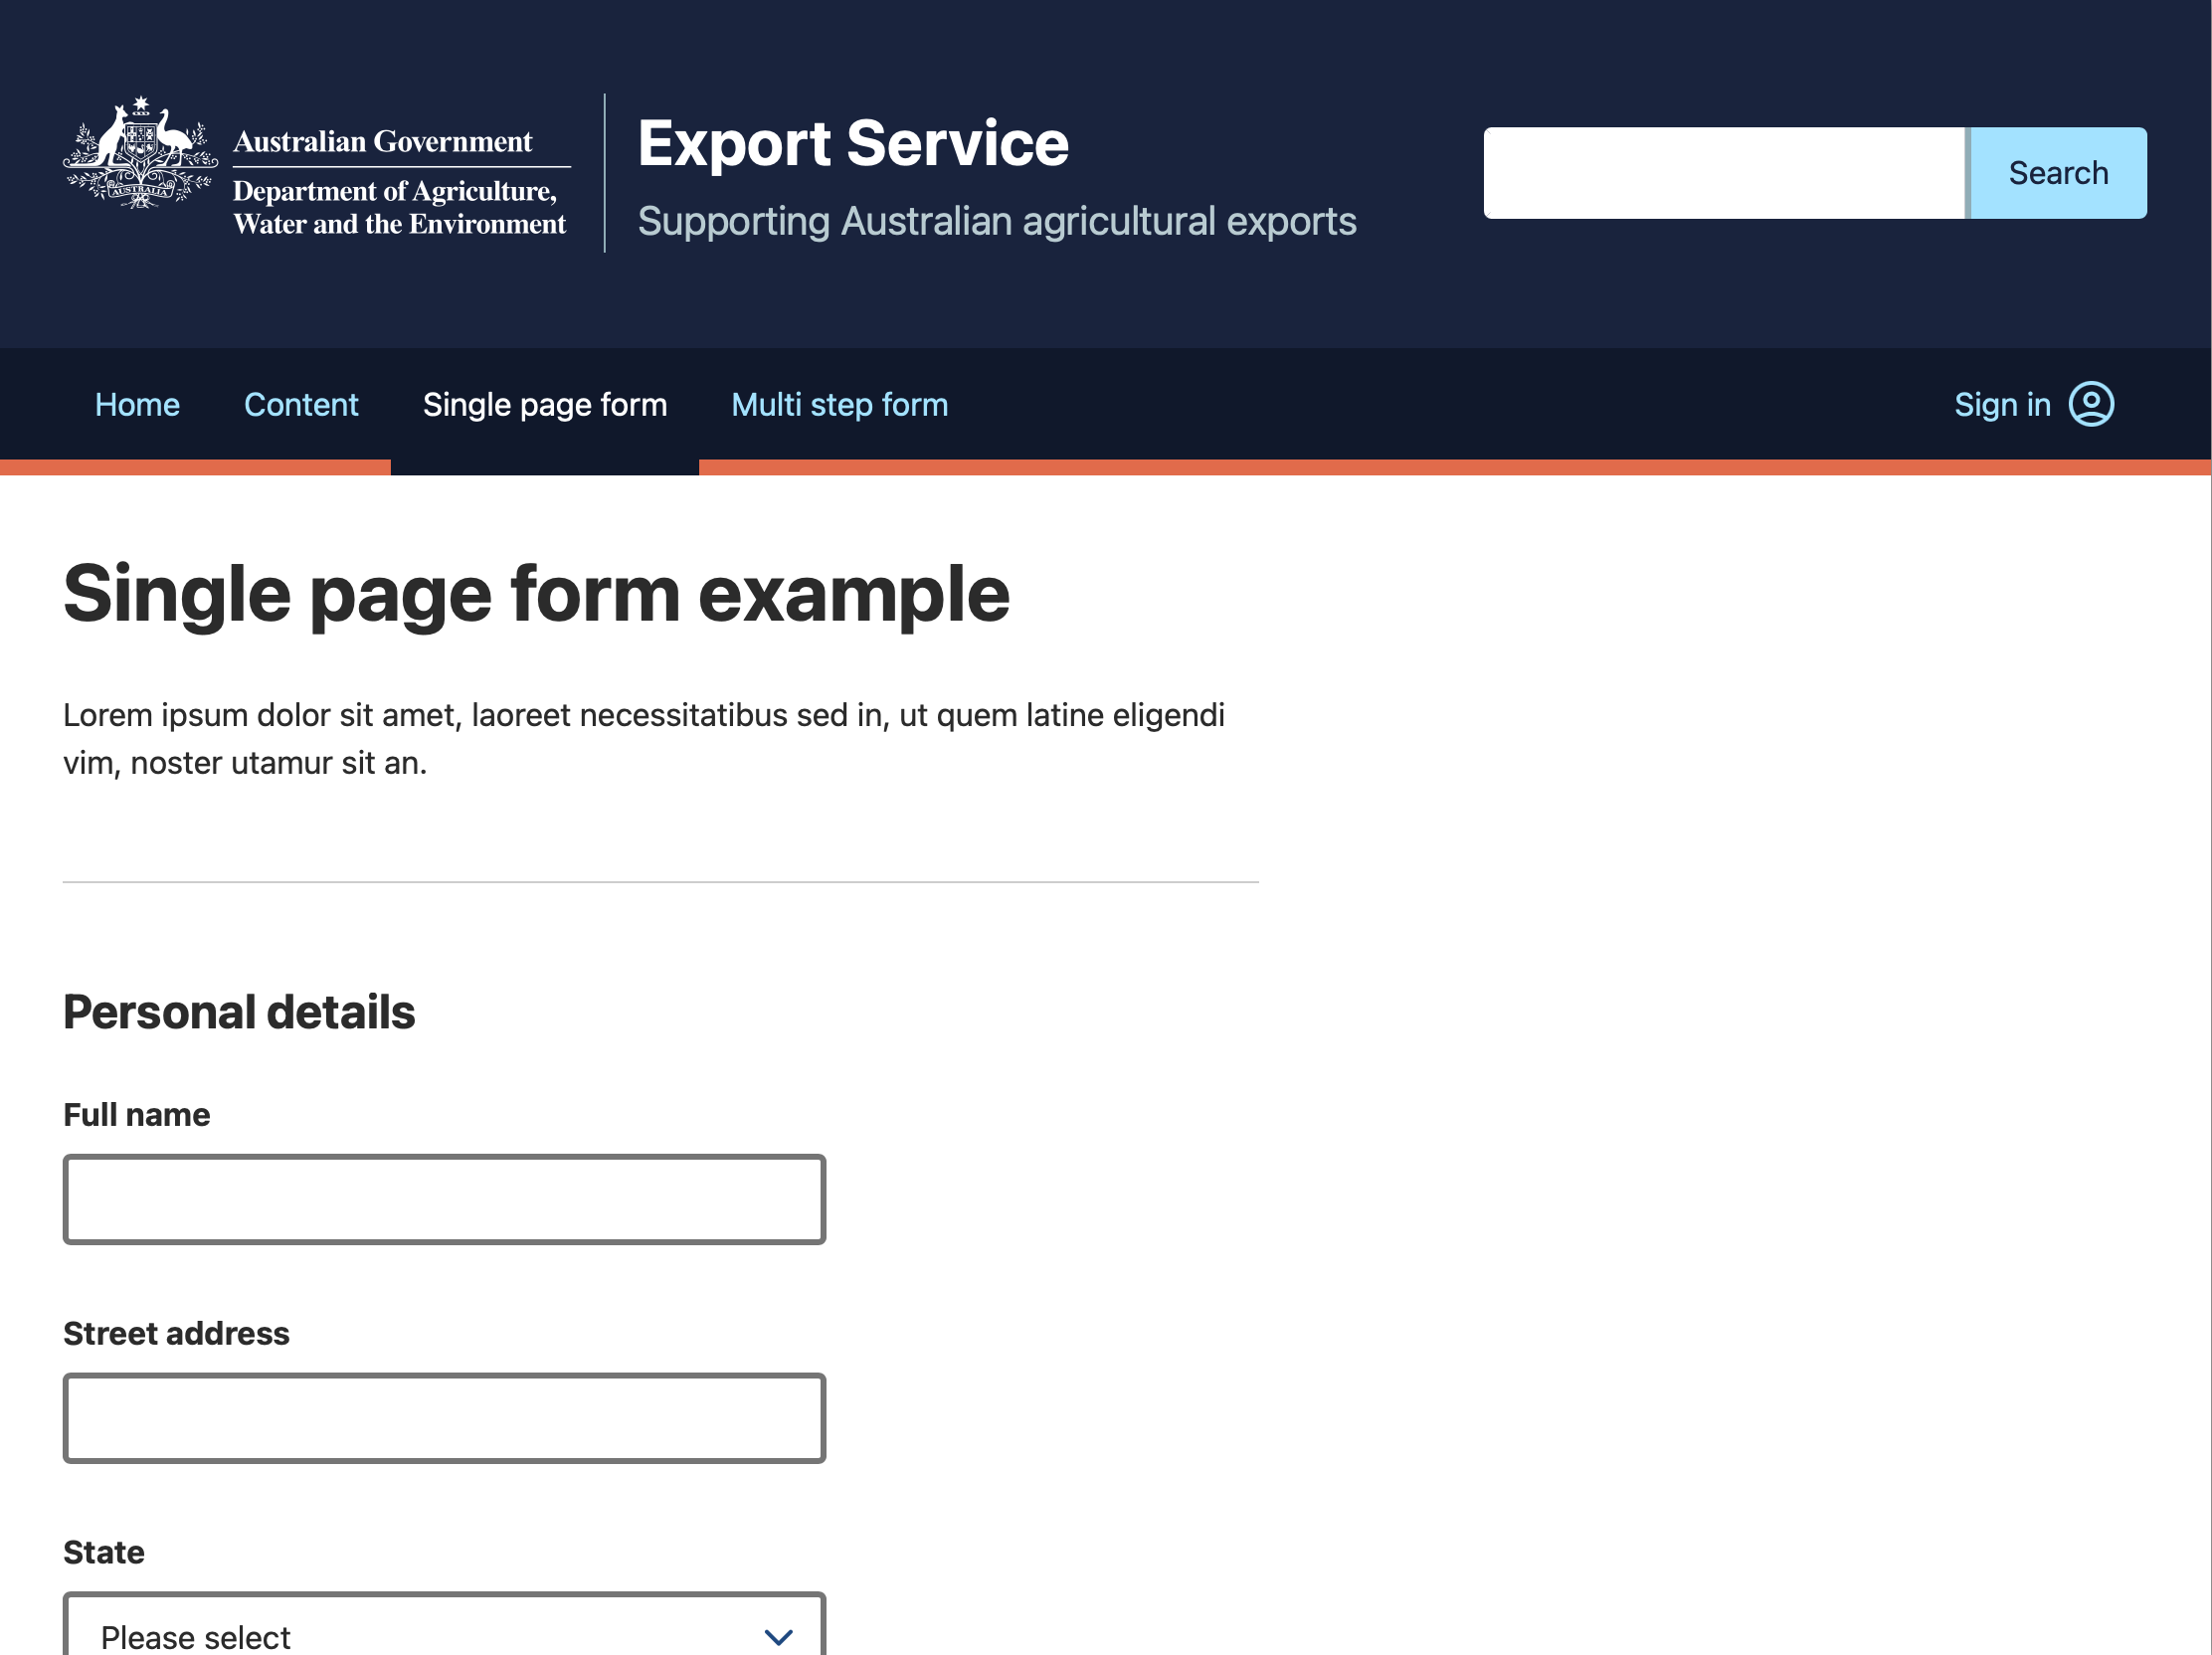 AUSTRALIA
Australian Government
Department of Agriculture,
Water and the Environment
Export Service
Supporting Australian agricultural exports
Search
Home
Content
Single page form
Multi step form
Sign in
Single page form example
Lorem ipsum dolor sit amet, laoreet necessitatibus sed in, ut quem latine eligendi
vim, noster utamur sit an.
Personal details
Full name
Street address
State
Please select